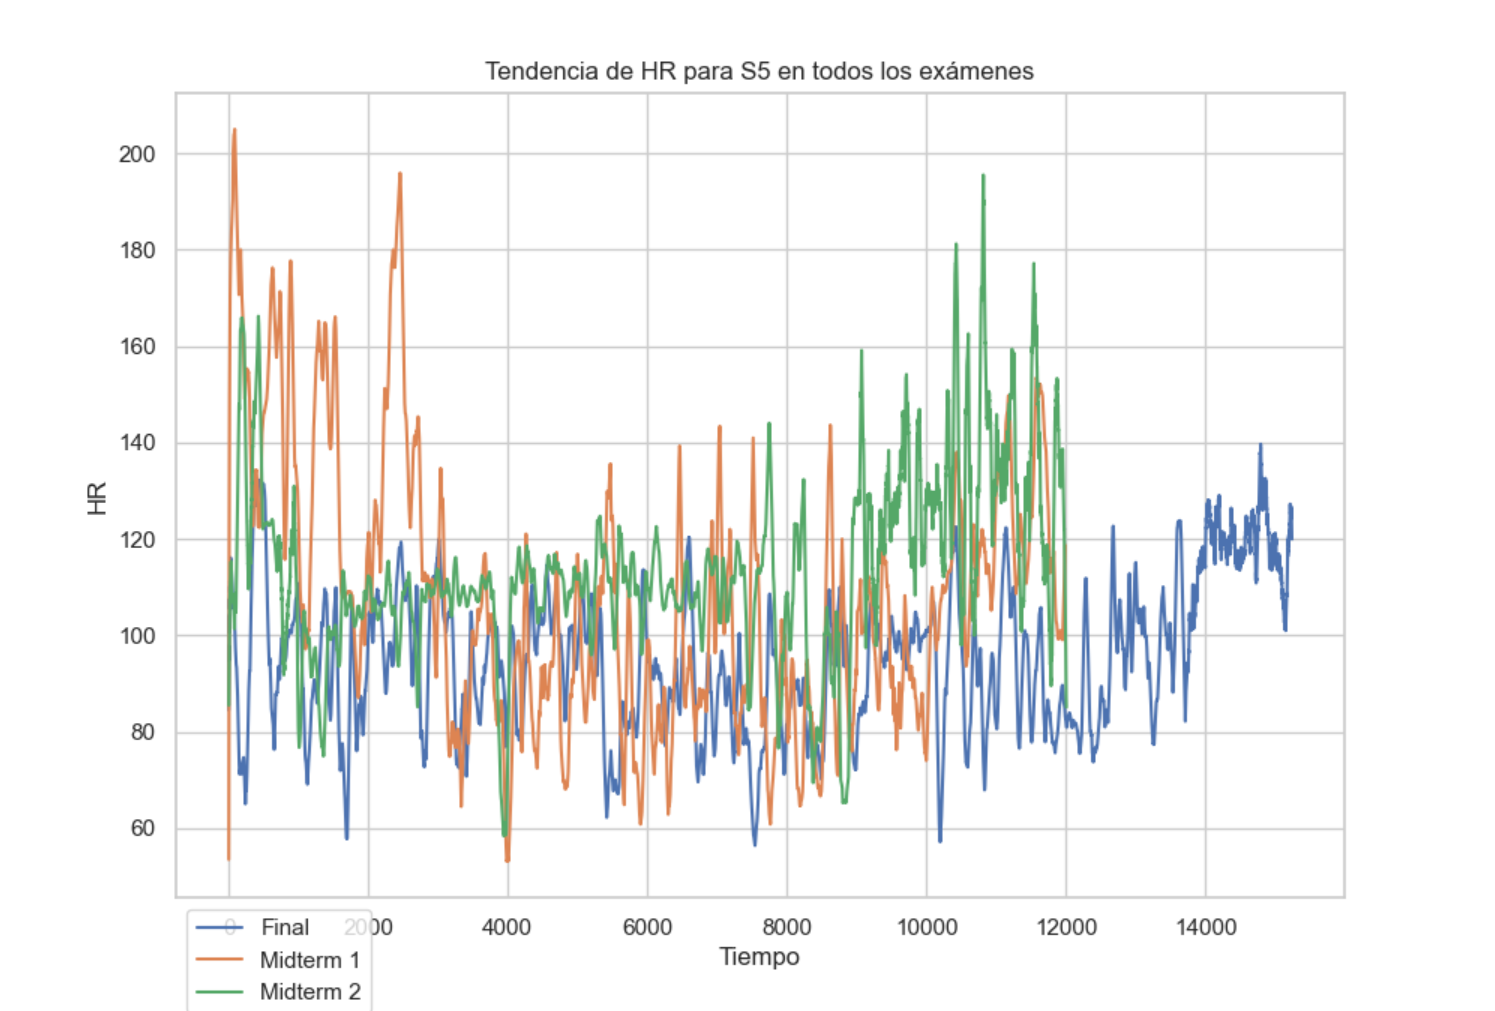 Tendencia de HR para S5 en todos los exámenes
HR
200
180
160
140
120
100
80
60
0 2000 4000 6000 8000 10000 12000 14000
Tiempo
Final
Midterm 1
Midterm 2